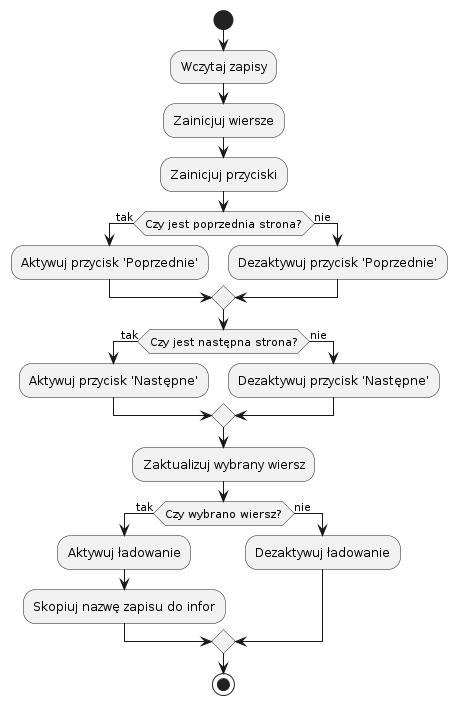 Wczytaj zapisy
Zainicjuj wiersze
Zainicjuj przyciski
tak
Czy jest poprzednia strona?
nie
Aktywuj przycisk 'Poprzednie'
Dezaktywuj przycisk 'Poprzednie'
tak
Czy jest następna strona?
nie
Aktywuj przycisk 'Następne'
Dezaktywuj przycisk 'Następne'
Zaktualizuj wybrany wiersz
tak
Czy wybrano wiersz?
nie
Aktywuj ładowanie
Dezaktywuj ładowanie
Skopiuj nazwę zapisu do infor